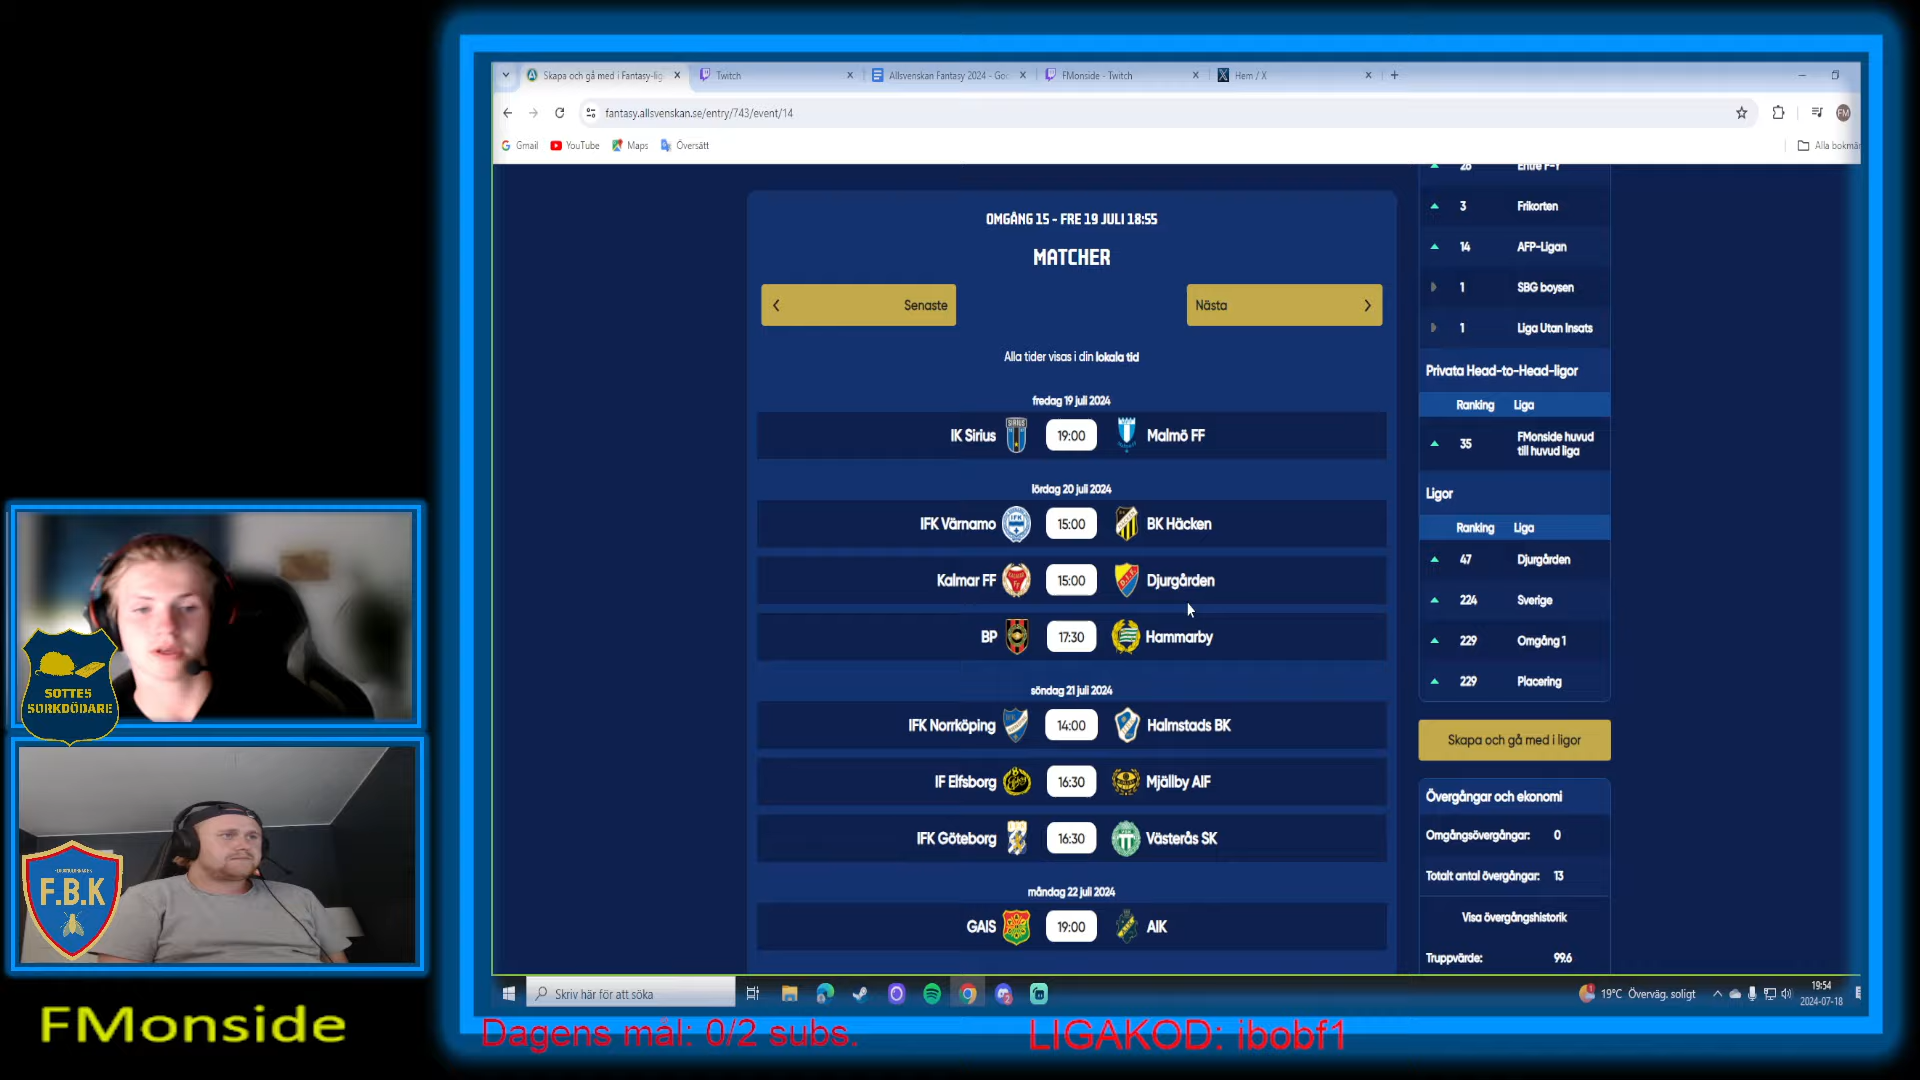 Skapa och gå med i Fantasy-lig
Twitch
Allsvenskan Fantasy 2024 - Goo
FMonside - Twitch
Hem / X
fantasy.allsvenskan.se/entry/743/event/14
FM
Gmail
YouTube
Maps
Översätt
Alla bokmär
OMGÅNG 15 - FRE 19 JULI 18:55
MATCHER
Senaste
Nästa
Alla tider visas i din lokala tid
fredag 19 juli 2024
IK Sirius 19:00 Malmö FF
lördag 20 juli 2024
IFK Värnamo 15:00 BK Häcken
Kalmar FF 15:00 Djurgården
BP 17:30 Hammarby
söndag 21 juli 2024
IFK Norrköping 14:00 Halmstads BK
IF Elfsborg 16:30 Mjällby AIF
IFK Göteborg 16:30 Västerås SK
måndag 22 juli 2024
GAIS 19:00 AIK
3 Frikorten
14 AFP-Ligan
1 SBG boysen
1 Liga Utan Insats
Privata Head-to-Head-ligor
Ranking Liga
35 FMonside huvud
till huvud liga
Ligor
Ranking Liga
47 Djurgården
224 Sverige
229 Omgång 1
229 Placering
Skapa och gå med i ligor
Övergångar och ekonomi
Omgångsövergångar: 0
Totalt antal övergångar: 13
Visa övergångshistorik
Truppvärde: 99.6
Skriv här för att söka
19°C Överväg. soligt
19:54
2024-07-18
SOTTES
SORKDÖDARE
F.B.K
FMonside
Dagens mål: 0/2 subs.
LIGAKOD: ibobf1